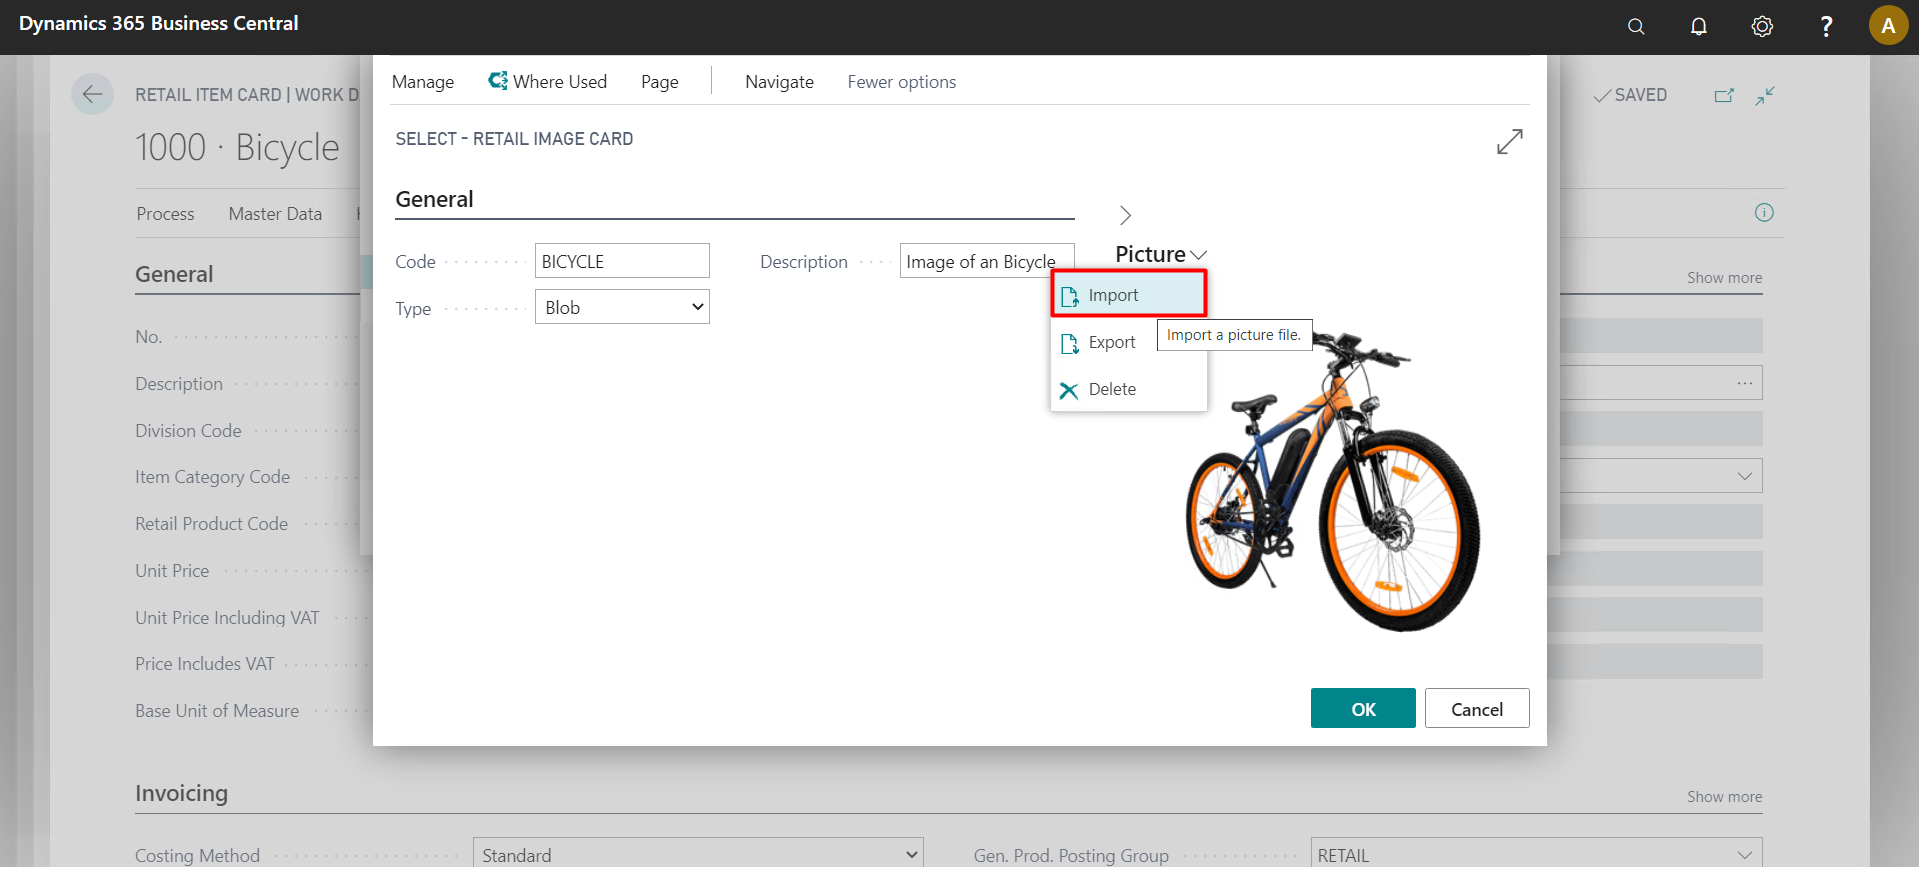 Dynamics 365 Business Central
?
A
RETAIL ITEM CARD | WORK D
SAVED
1000 · Bicycle
Process Master Data
General
Show more
No.
Description
Division Code
Item Category Code
Retail Product Code
Unit Price
Unit Price Including VAT
Price Includes VAT
Base Unit of Measure
Invoicing
Show more
Costing Method Standard
Gen. Prod. Posting Group RETAIL
Manage Where Used Page Navigate Fewer options
SELECT - RETAIL IMAGE CARD
General
Code BICYCLE
Description Image of an Bicycle
Type Blob
Picture
Import
Export
Delete
Import a picture file.
OK Cancel